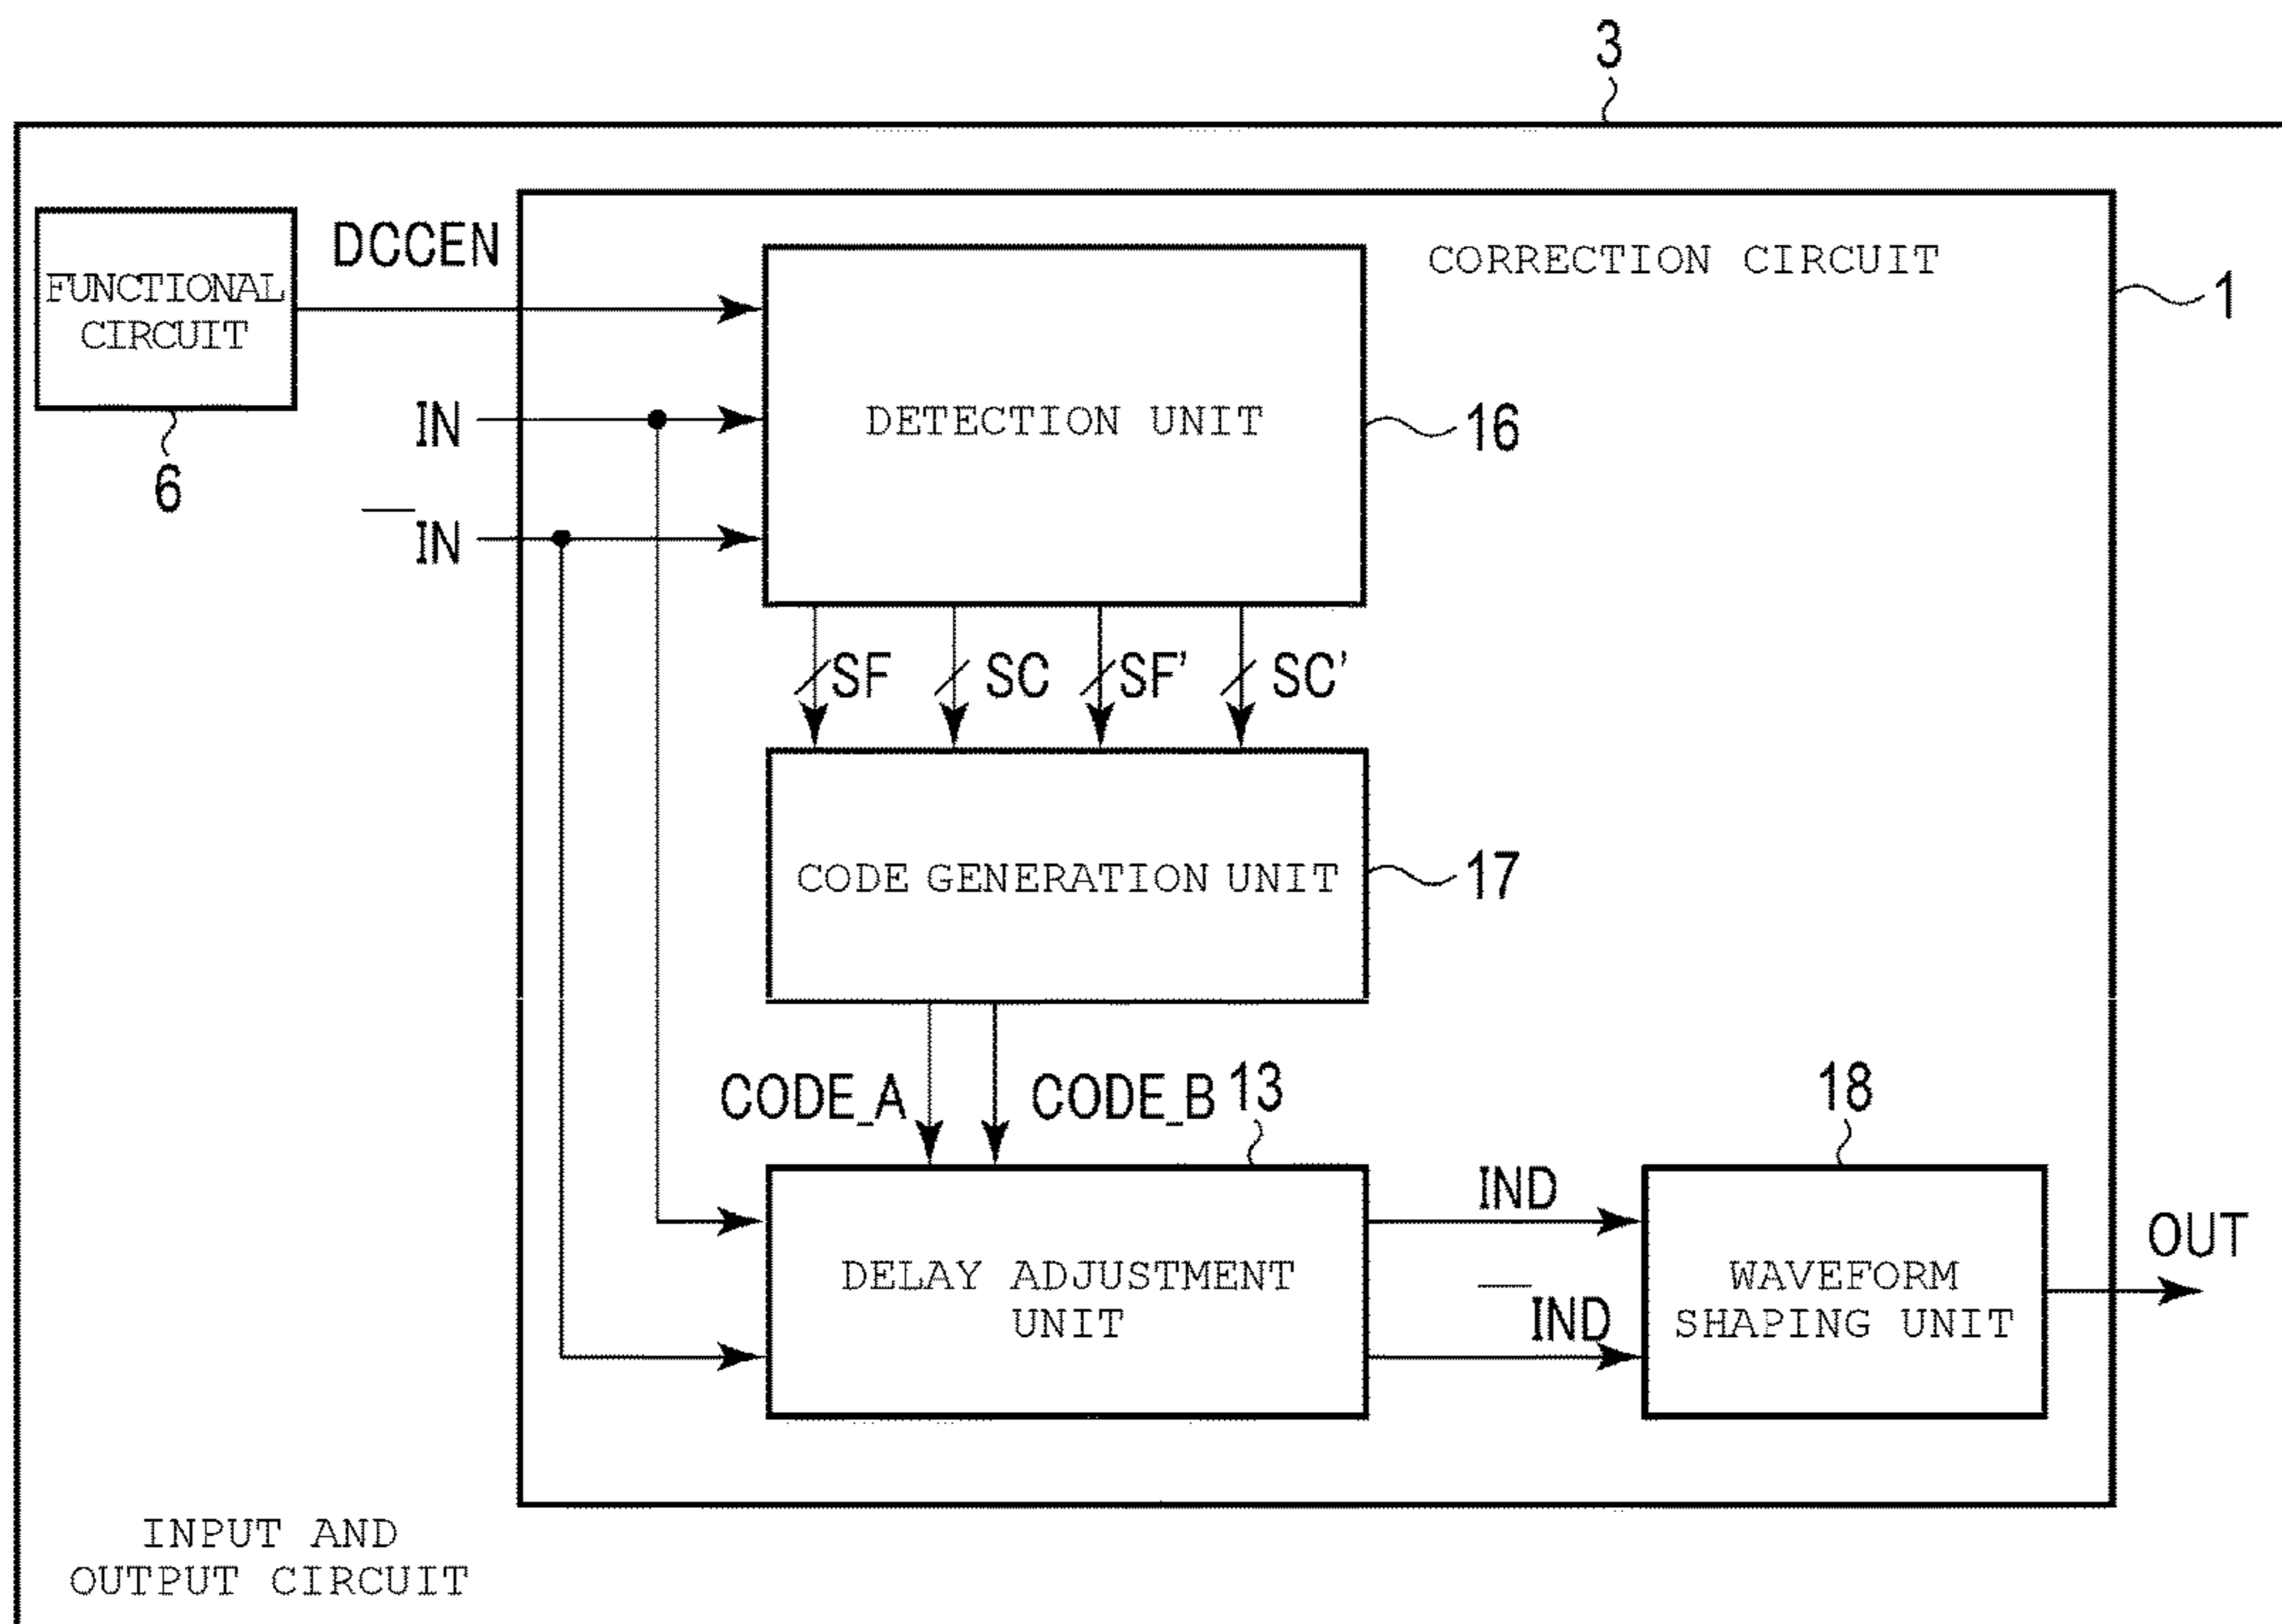 3
FUNCTIONAL
CIRCUIT
6
DCCEN
IN
‾IN
CORRECTION CIRCUIT
1
DETECTION UNIT
16
SF
SC
SF'
SC'
CODE GENERATION UNIT
17
CODE_A
CODE_B
13
18
DELAY ADJUSTMENT
UNIT
IND
‾IND
WAVEFORM
SHAPING UNIT
OUT
INPUT AND
OUTPUT CIRCUIT